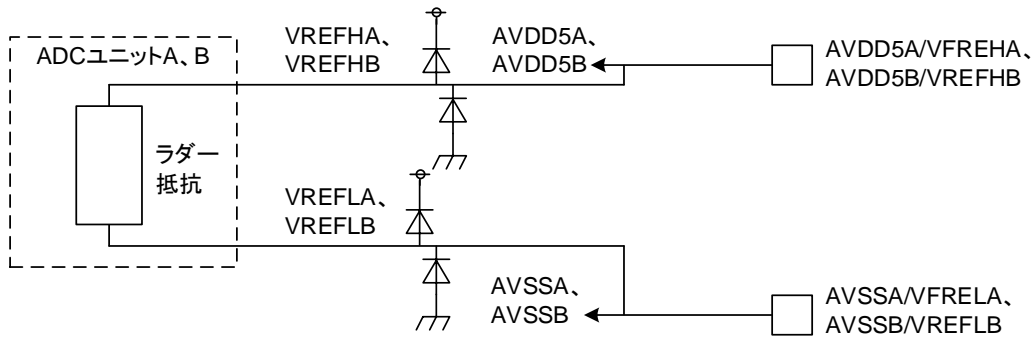 ADCユニットA、B
ラダー
抵抗
VREFHA、
VREFHB
AVDD5A、
AVDD5B
AVDD5A/VFREHA、
AVDD5B/VREFHB
VREFLA、
VREFLB
AVSSA、
AVSSB
AVSSA/VFRELA、
AVSSB/VREFLB